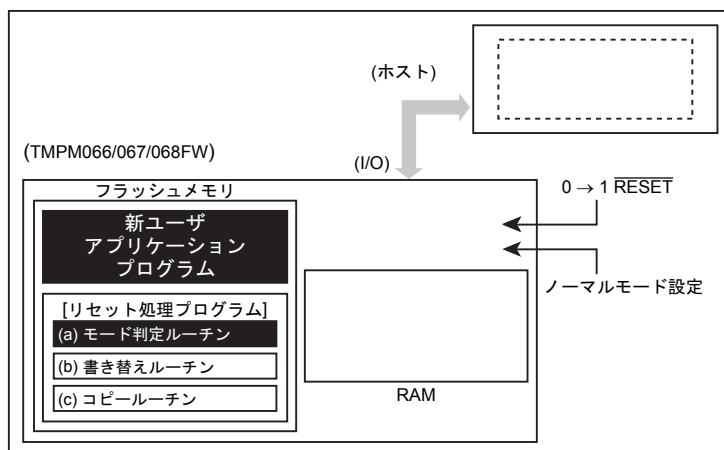 (ホスト)
(TMPM066/067/068FW)
(I/O)
フラッシュメモリ
0 → 1 RESET
新ユーザ
アプリケーション
プログラム
ノーマルモード設定
[リセット処理プログラム]
(a) モード判定ルーチン
(b) 書き替えルーチン
(c) コピールーチン
RAM